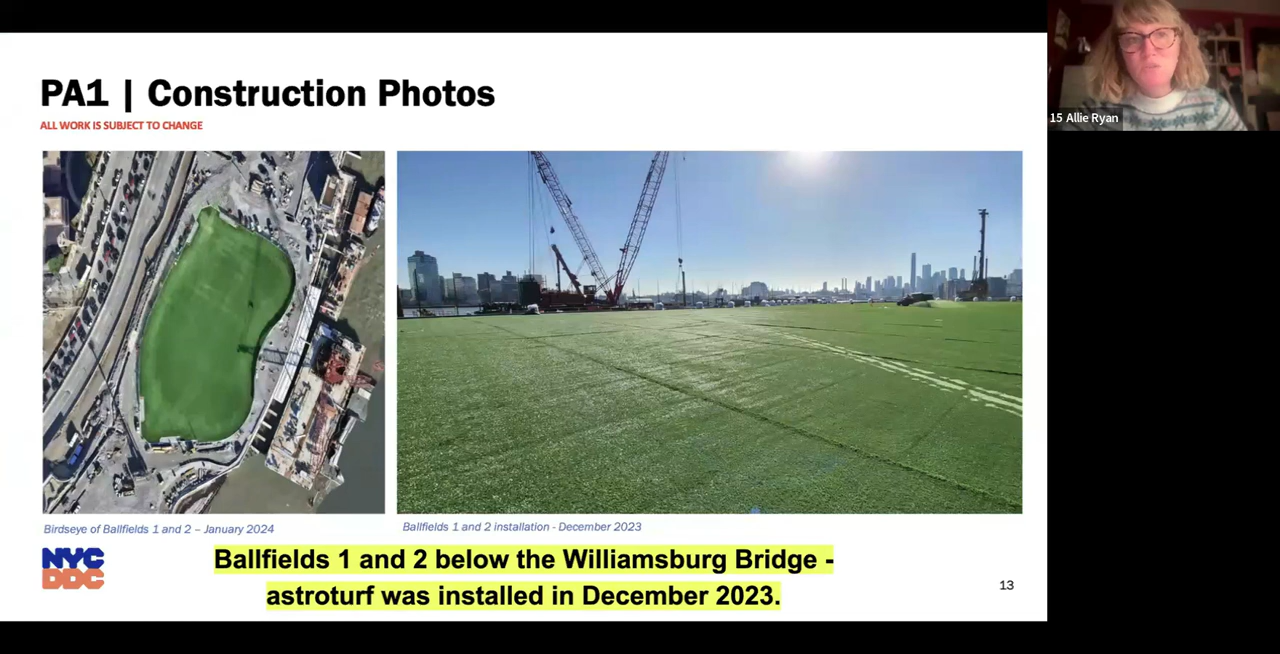 PA1 | Construction Photos
ALL WORK IS SUBJECT TO CHANGE
15 Allie Ryan
Birdseye of Ballfields 1 and 2 – January 2024
Ballfields 1 and 2 installation - December 2023
NYC
DDC
Ballfields 1 and 2 below the Williamsburg Bridge -
astroturf was installed in December 2023.
13